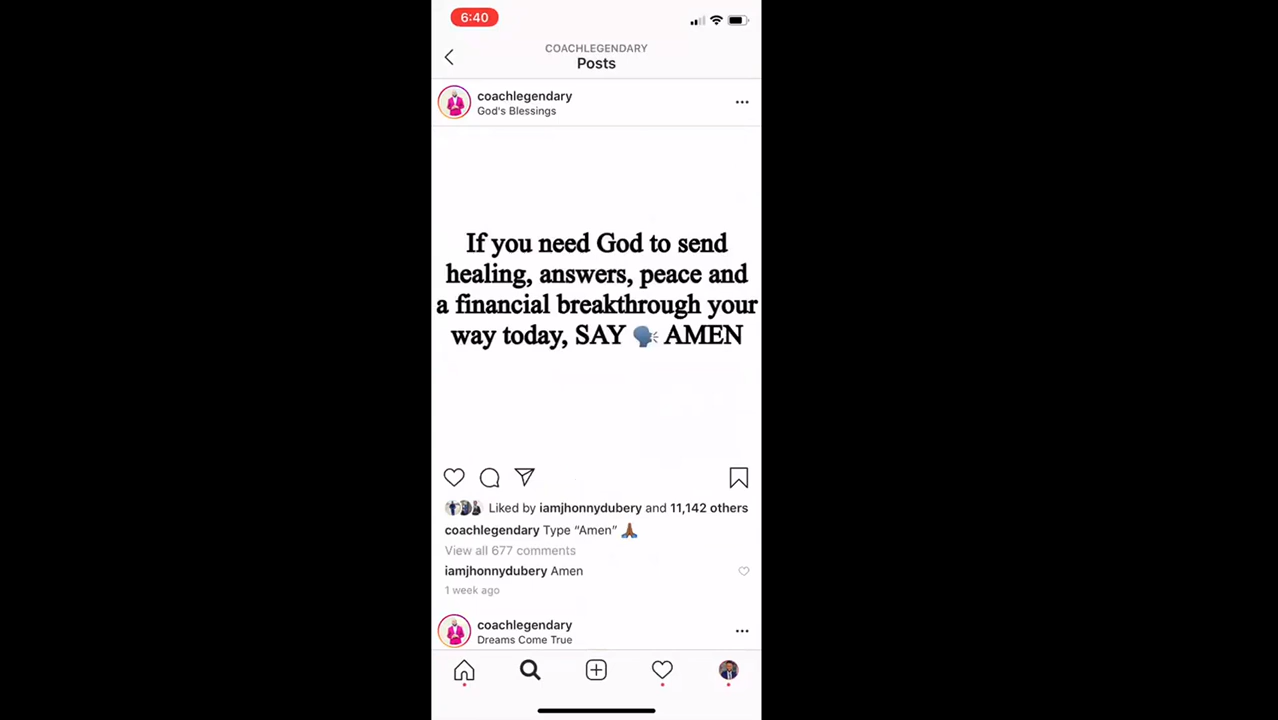 6:40
COACHLEGENDARY
Posts
coachlegendary
God's Blessings
If you need God to send
healing, answers, peace and
a financial breakthrough your
way today, SAY 🗣 AMEN
Liked by iamjhonnydubery and 11,142 others
coachlegendary Type “Amen” 🙏🏾
View all 677 comments
iamjhonnydubery Amen
1 week ago
coachlegendary
Dreams Come True